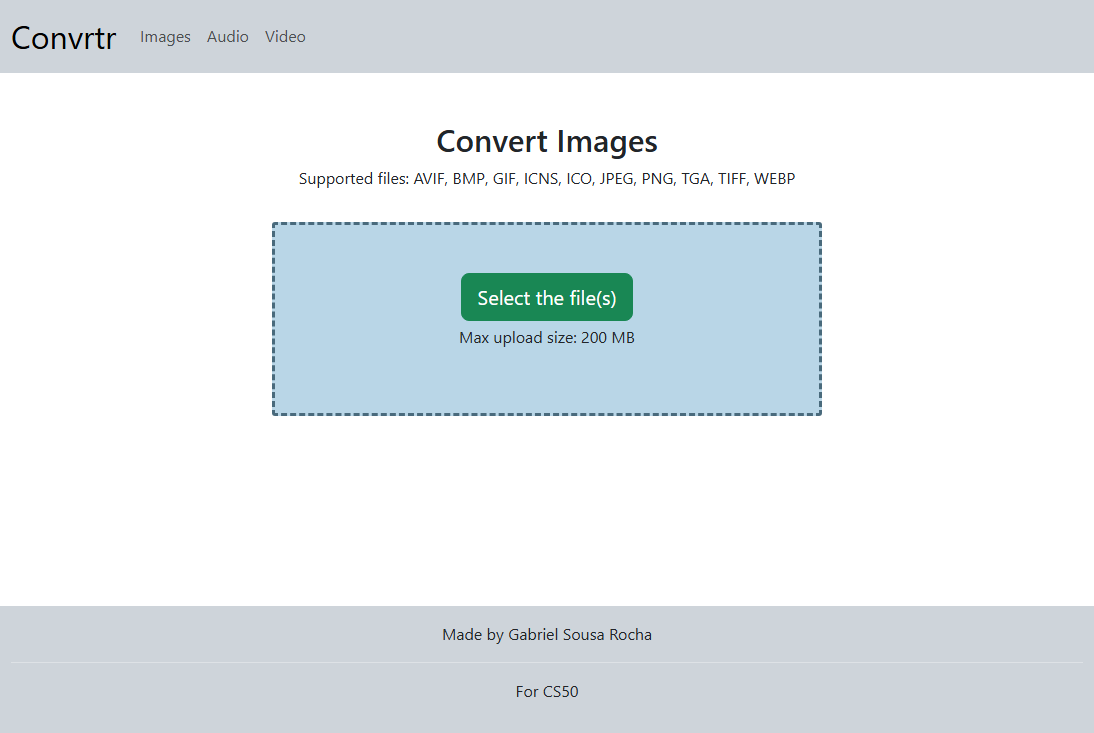 Convrtr Images Audio Video
Convert Images
Supported files: AVIF, BMP, GIF, ICNS, ICO, JPEG, PNG, TGA, TIFF, WEBP
Select the file(s)
Max upload size: 200 MB
Made by Gabriel Sousa Rocha
For CS50